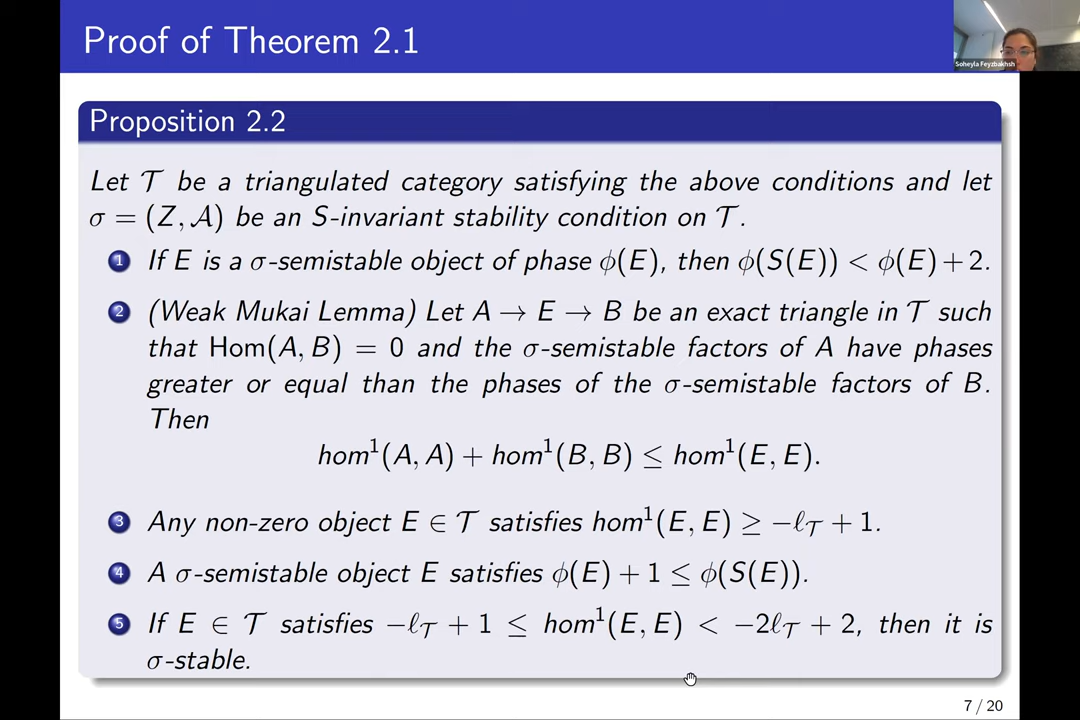 Proof of Theorem 2.1
Soheyla Feyzbakhsh
Proposition 2.2
Let 𝒯 be a triangulated category satisfying the above conditions and let
σ = (Z, 𝒜) be an S-invariant stability condition on 𝒯.
1 If E is a σ-semistable object of phase ϕ(E), then ϕ(S(E)) < ϕ(E) + 2.
2 (Weak Mukai Lemma) Let A → E → B be an exact triangle in 𝒯 such
that Hom(A, B) = 0 and the σ-semistable factors of A have phases
greater or equal than the phases of the σ-semistable factors of B.
Then
hom¹(A, A) + hom¹(B, B) ≤ hom¹(E, E).
3 Any non-zero object E ∈ 𝒯 satisfies hom¹(E, E) ≥ −ℓ_𝒯 + 1.
4 A σ-semistable object E satisfies ϕ(E) + 1 ≤ ϕ(S(E)).
5 If E ∈ 𝒯 satisfies −ℓ_𝒯 + 1 ≤ hom¹(E, E) < −2ℓ_𝒯 + 2, then it is
σ-stable.
7 / 20